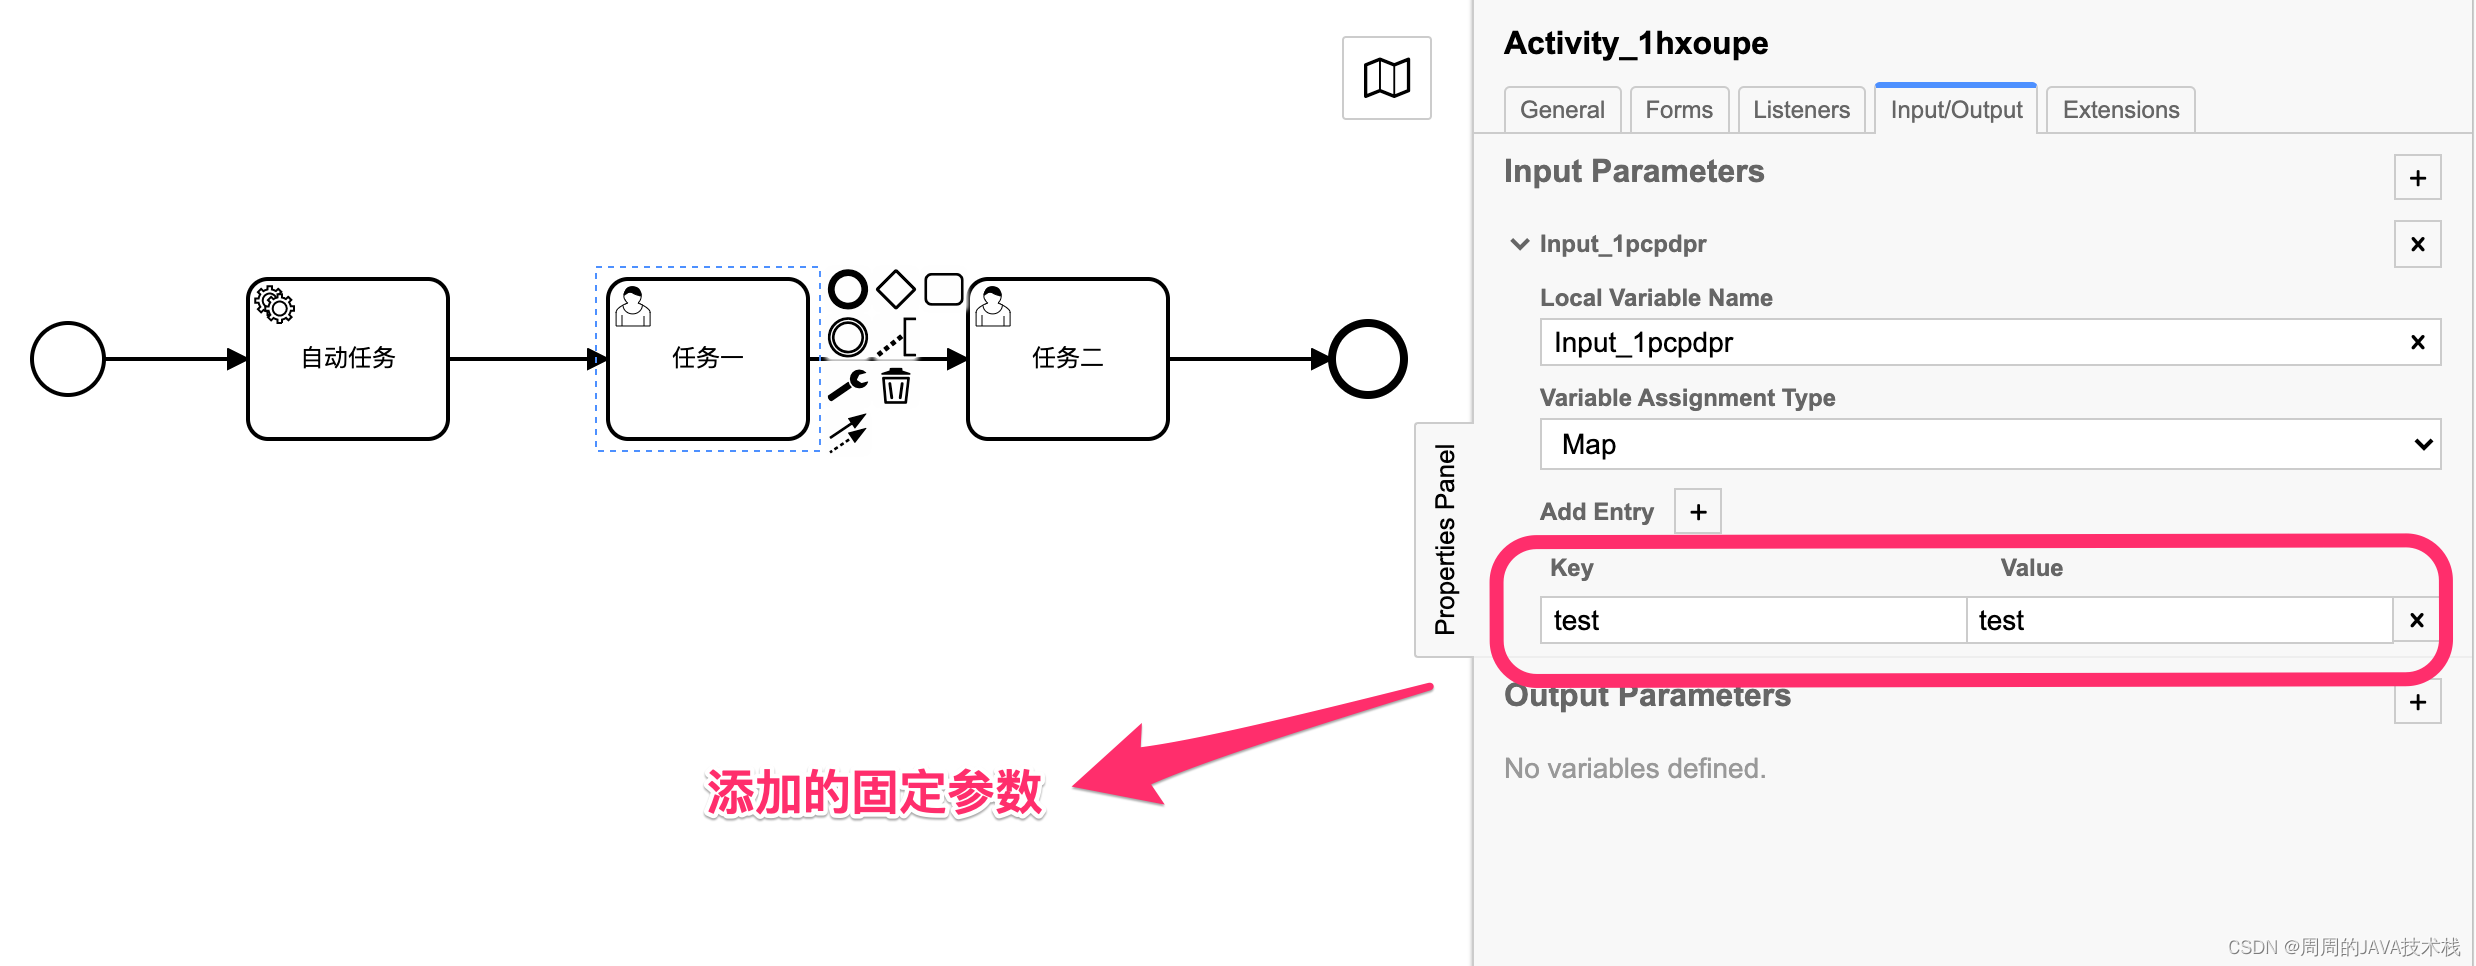 自动任务
任务一
任务二
添加的固定参数
Properties Panel
Activity_1hxoupe
General
Forms
Listeners
Input/Output
Extensions
Input Parameters
+
Input_1pcpdpr
Local Variable Name
Input_1pcpdpr
Variable Assignment Type
Map
Add Entry +
Key Value
test test
Output Parameters
+
No variables defined.
CSDN @周周的JAVA技术栈